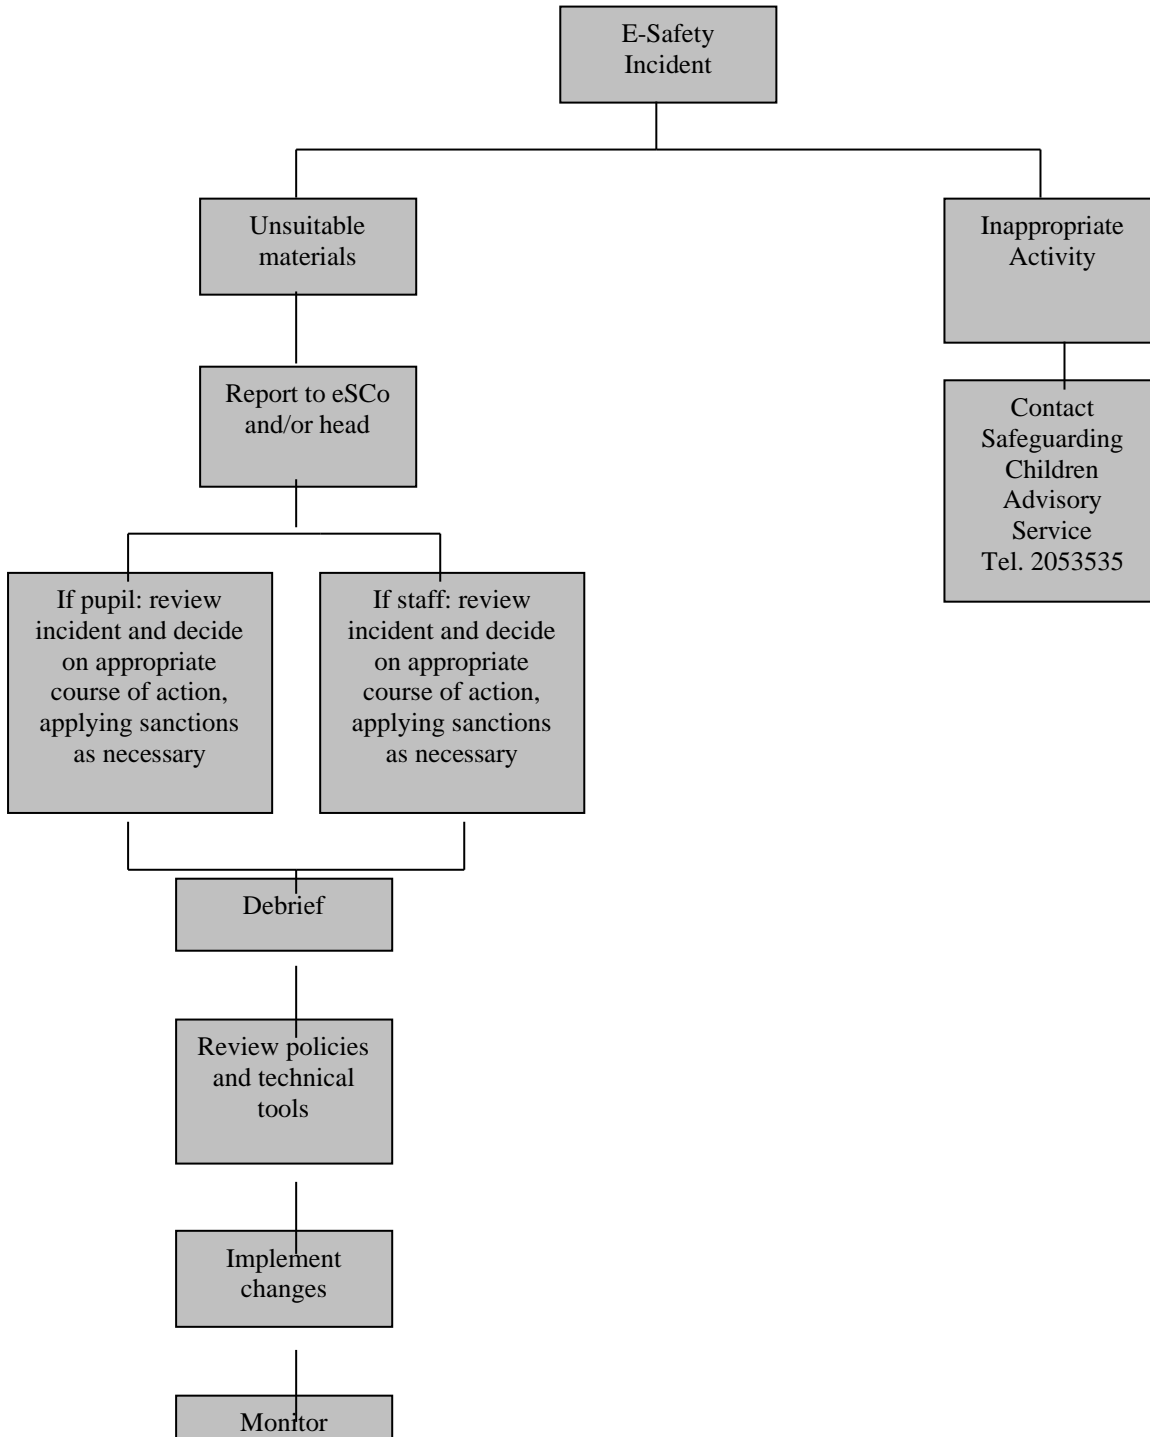 E-Safety
Incident
Unsuitable
materials
Inappropriate
Activity
Report to eSCo
and/or head
Contact
Safeguarding
Children
Advisory
Service
Tel. 2053535
If pupil: review
incident and decide
on appropriate
course of action,
applying sanctions
as necessary
If staff: review
incident and decide
on appropriate
course of action,
applying sanctions
as necessary
Debrief
Review policies
and technical
tools
Implement
changes
Monitor